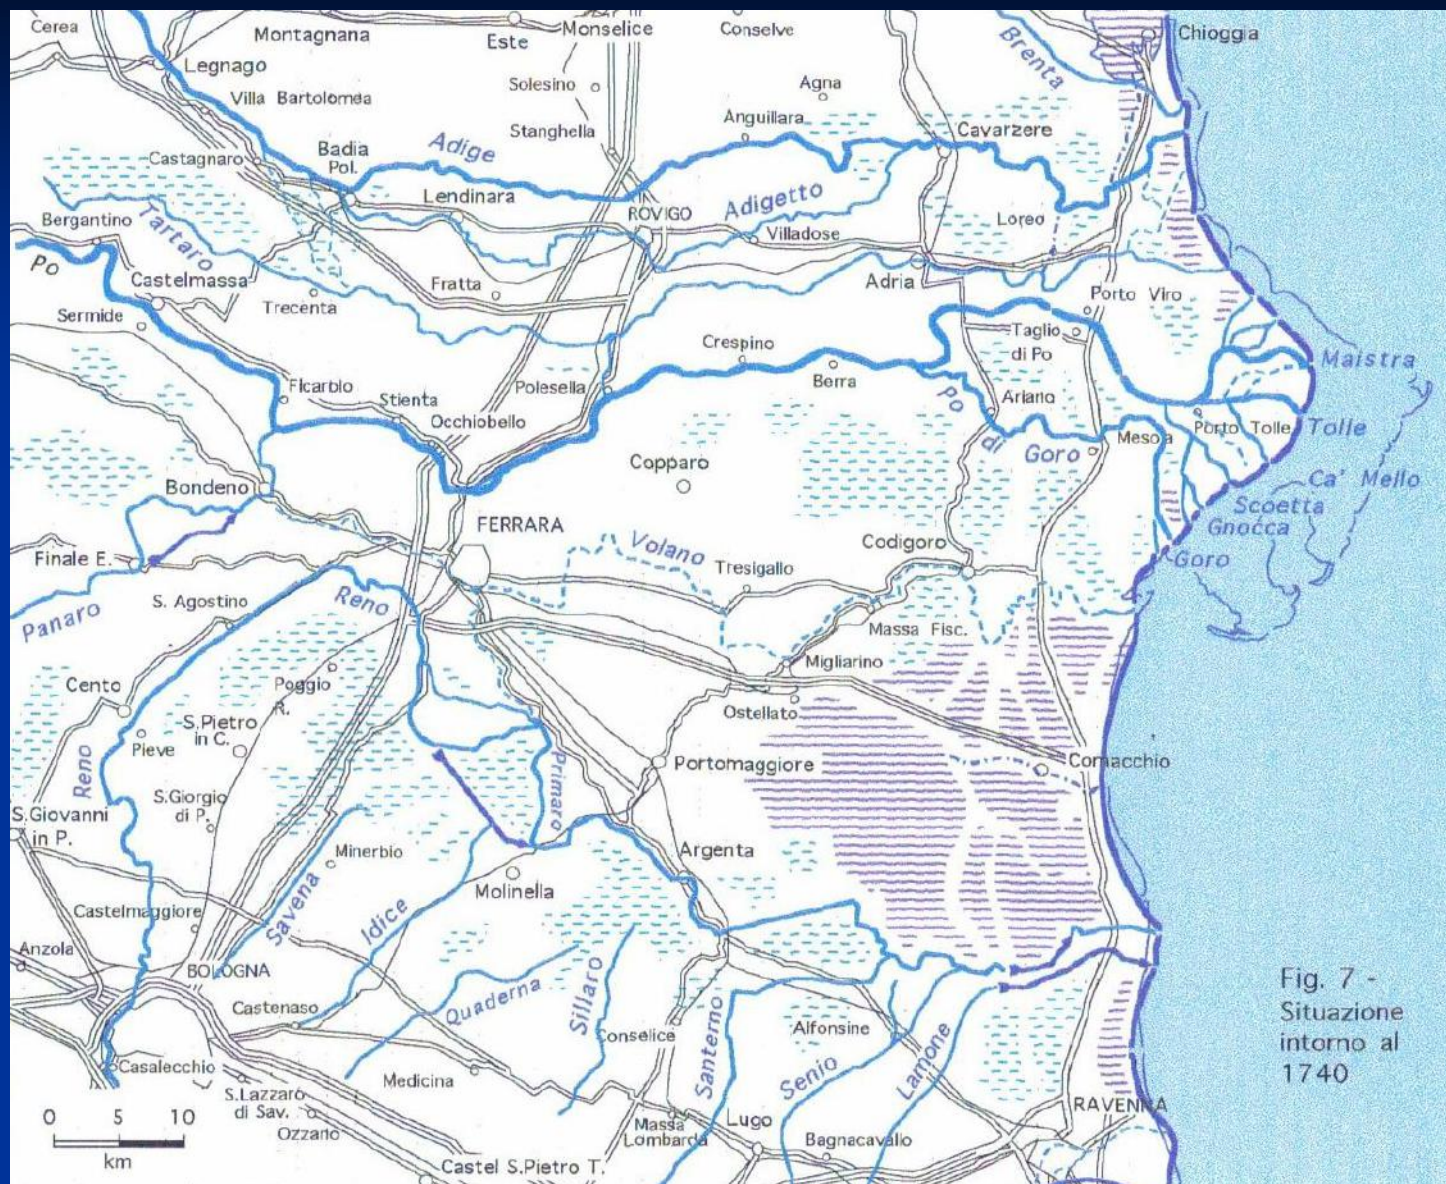 Cerea
Montagnana
Este
Monselice
Conselve
Brenta
Chioggia
Legnago
Solesino
Agna
Villa Bartolomea
Stanghella
Anguillara
Cavarzere
Castagnaro
Badia
Pol.
Adige
Lendinara
ROVIGO
Adigetto
Loreo
Villadose
Bergantino
Tartaro
Po
Castelmassa
Fratta
Adria
Trecenta
Porto Viro
Sermide
Crespino
Taglio
di Po
Maistra
Ficarolo
Stienta
Polesella
Berra
Po
di
Goro
Ariano
Occhiobello
Mesola
Porto Tolle
Tolle
Copparo
Bondeno
Ca' Mello
Scoetta
Gnocca
Goro
FERRARA
Volano
Codigoro
Finale E.
Tresigallo
Panaro
S. Agostino
Reno
Massa Fisc.
Migliarino
Cento
Poggio
R.
Ostellato
S.Pietro
in C.
Pieve
Reno
Primaro
Portomaggiore
Comacchio
S.Giorgio
di P.
S.Giovanni
in P.
Minerbio
Argenta
Molinella
Savena
Idice
Castelmaggiore
Anzola
BOLOGNA
Quaderna
Sillaro
Castenaso
Conselice
Santerno
Alfonsine
Senio
Lamone
Casalecchio
Medicina
S.Lazzaro
di Sav.
Ozzano
Massa
Lombarda
Lugo
Bagnacavallo
RAVENNA
Castel S.Pietro T.
0 5 10
km
Fig. 7 -
Situazione
intorno al
1740